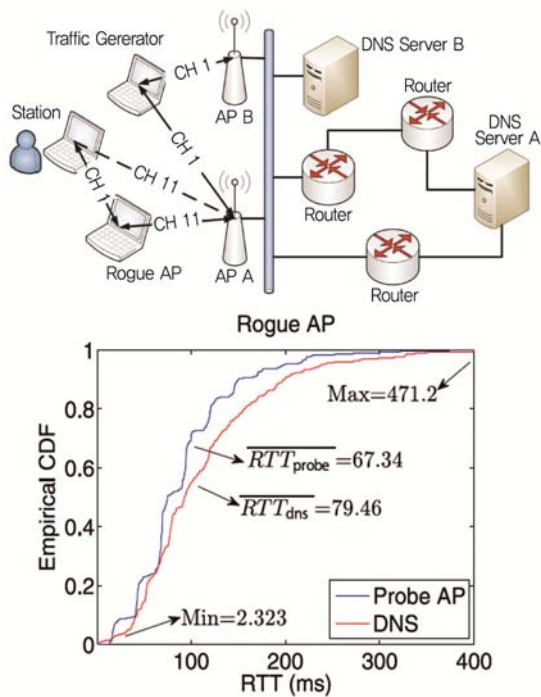 Traffic Gererator
CH 1
AP B
DNS Server B
Router
Station
CH 1
CH 11
CH 1
DNS
Server A
Router
CH 11
Rogue AP
AP A
Router
Rogue AP
Empirical CDF
1
0.8
0.6
0.4
0.2
0
Max=471.2
RTTprobe=67.34
RTTdns=79.46
Min=2.323
Probe AP
DNS
100
200
300
400
RTT (ms)